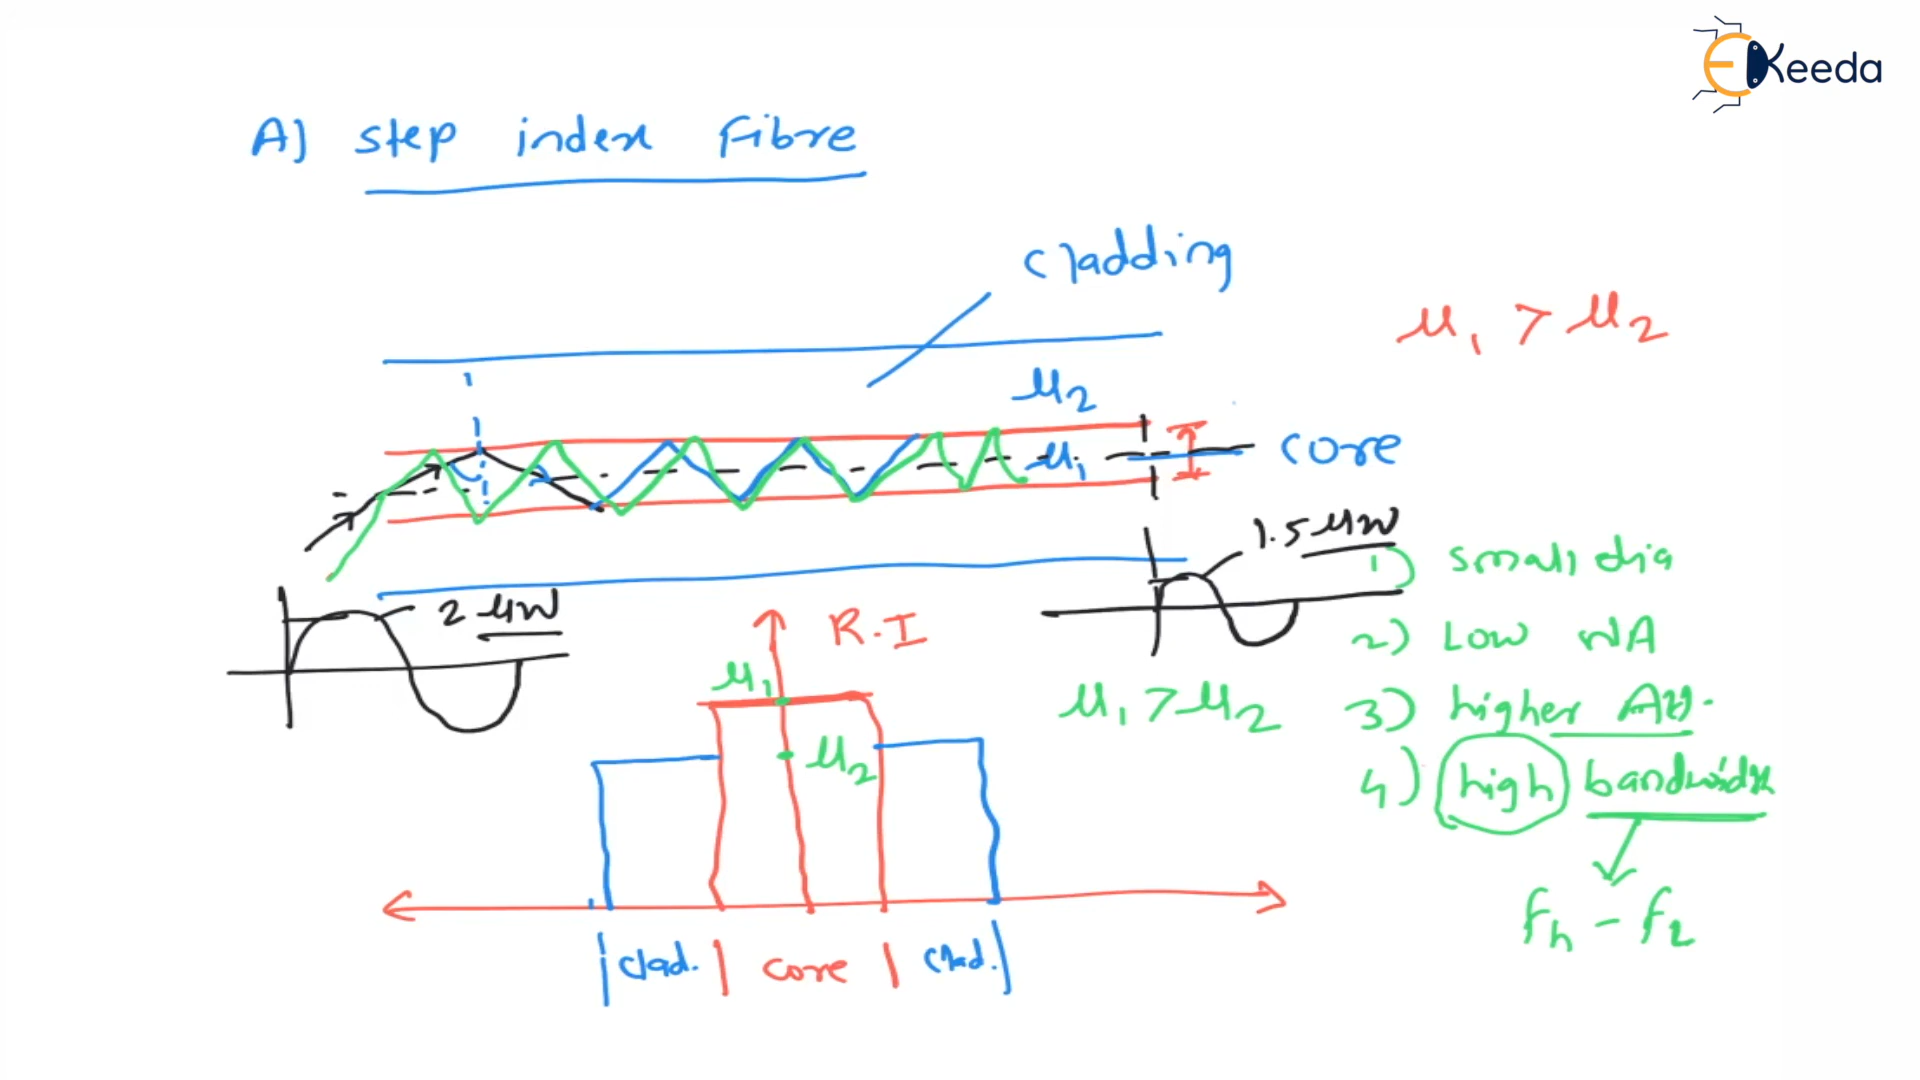 EKeeda
A] step index Fibre
cladding
μ1 > μ2
μ2
μ1
core
1.5 μW
2 μW
R.I
μ1
μ2
μ1 > μ2
1) small dia
2) Low NA
3) higher Att.
4) high bandwidth
fh - fL
|clad.| core |clad.|